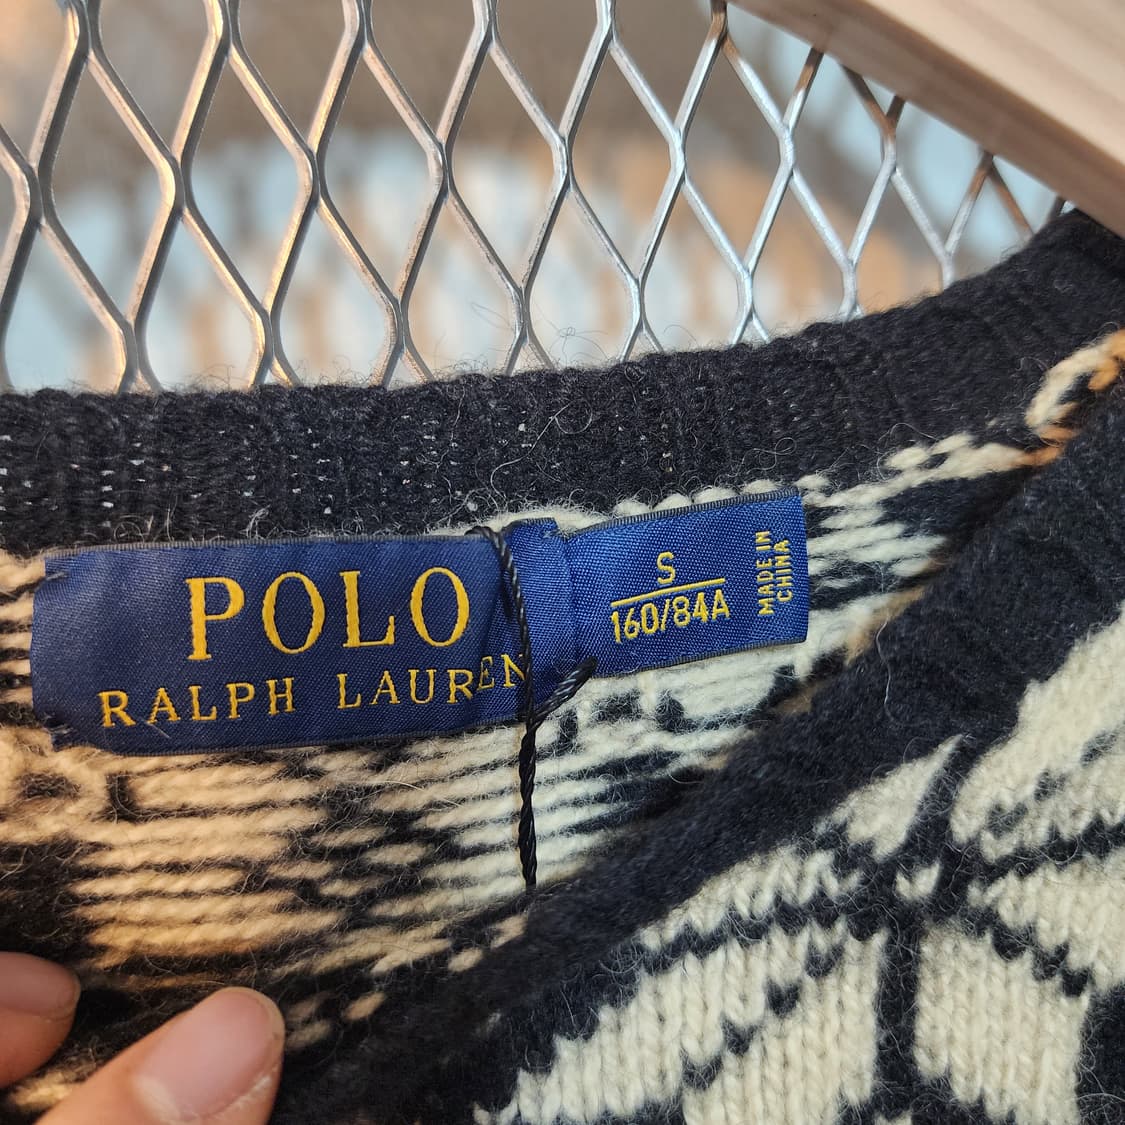 POLO
RALPH LAUREN
S
160/84A
MADE IN
CHINA